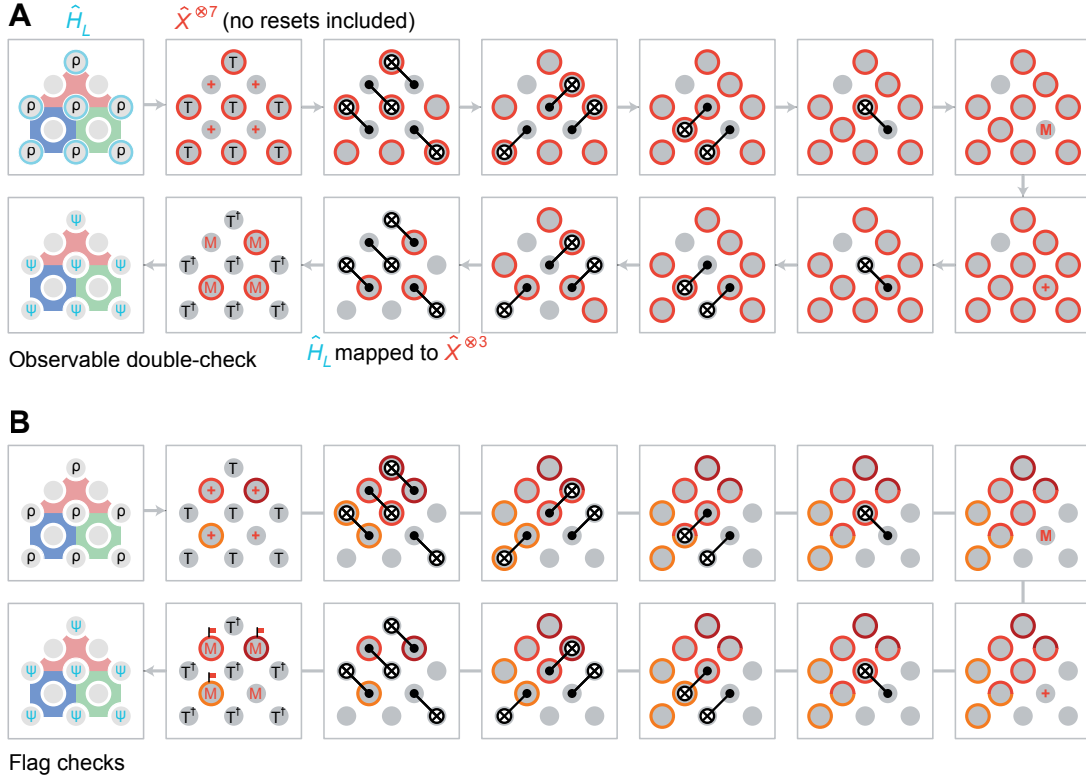 A
Ĥ_L
X̂^⊗7 (no resets included)
ρ
ρ ρ ρ
ρ ρ ρ
T
+ +
T T T
+ +
T T T
M
ψ
ψ ψ ψ
ψ ψ ψ
T†
M M
T† T† T†
M M
T† T† T†
+
Observable double-check
Ĥ_L mapped to X̂^⊗3
B
ρ
ρ ρ ρ
ρ ρ ρ
T
+ +
T T T
+ +
T T T
M
ψ
ψ ψ ψ
ψ ψ ψ
T†
M M
T† T† T†
M M
T† T† T†
+
Flag checks